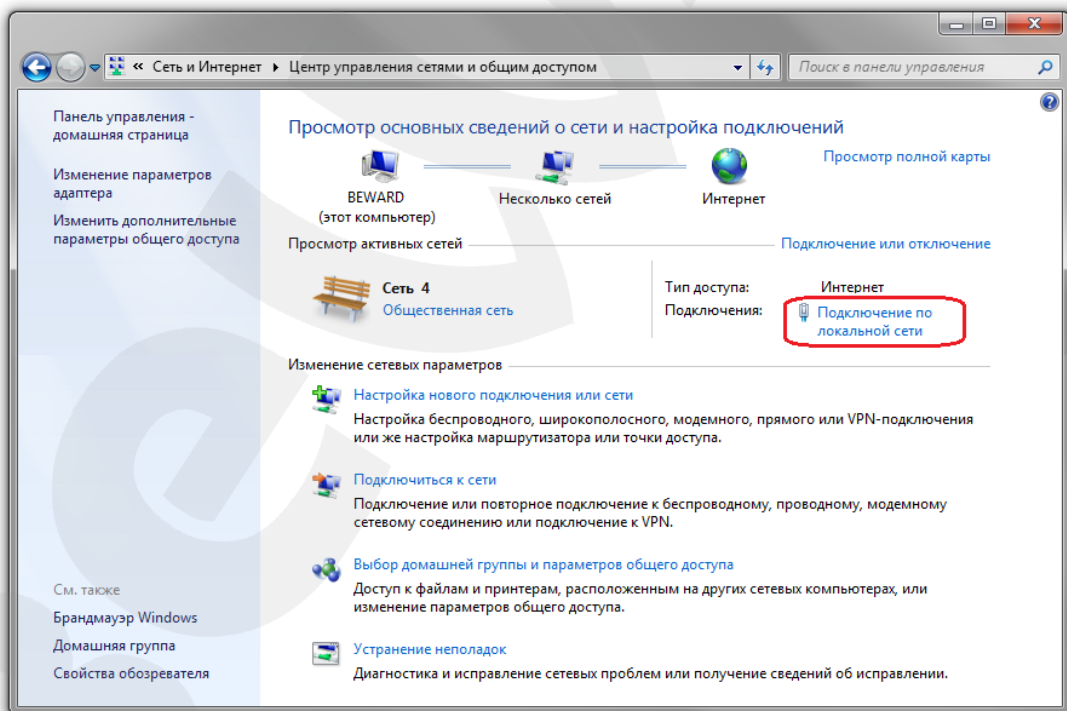 « Сеть и Интернет ▸ Центр управления сетями и общим доступом
Поиск в панели управления
Панель управления -
домашняя страница
Изменение параметров
адаптера
Изменить дополнительные
параметры общего доступа
См. также
Брандмауэр Windows
Домашняя группа
Свойства обозревателя
Просмотр основных сведений о сети и настройка подключений
Просмотр полной карты
BEWARD
(этот компьютер)
Несколько сетей
Интернет
Просмотр активных сетей
Подключение или отключение
Сеть 4
Общественная сеть
Тип доступа: Интернет
Подключения: Подключение по
локальной сети
Изменение сетевых параметров
Настройка нового подключения или сети
Настройка беспроводного, широкополосного, модемного, прямого или VPN-подключения
или же настройка маршрутизатора или точки доступа.
Подключиться к сети
Подключение или повторное подключение к беспроводному, проводному, модемному
сетевому соединению или подключение к VPN.
Выбор домашней группы и параметров общего доступа
Доступ к файлам и принтерам, расположенным на других сетевых компьютерах, или
изменение параметров общего доступа.
Устранение неполадок
Диагностика и исправление сетевых проблем или получение сведений об исправлении.